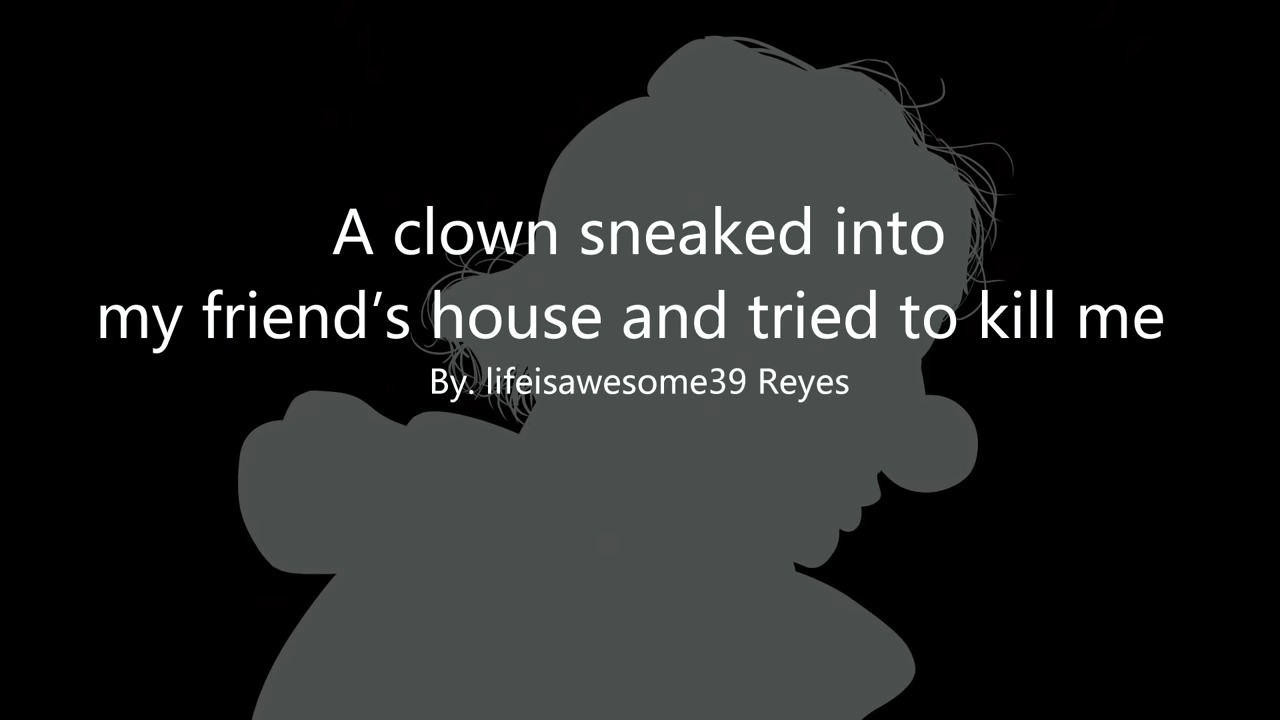 A clown sneaked into
my friend’s house and tried to kill me
By. lifeisawesome39 Reyes